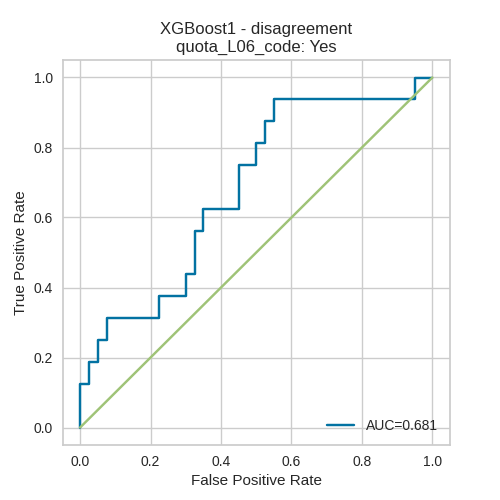 XGBoost1 - disagreement
quota_L06_code: Yes
1.0
0.8
0.6
0.4
0.2
0.0
True Positive Rate
AUC=0.681
0.0 0.2 0.4 0.6 0.8 1.0
False Positive Rate